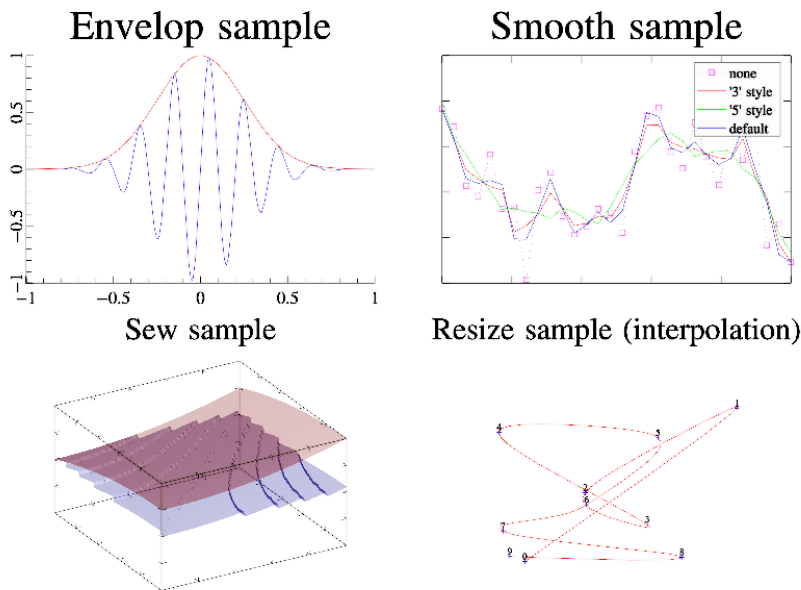 Envelop sample
Smooth sample
1
0.5
0
−0.5
−1
−1
−0.5
0
0.5
1
none
'3' style
'5' style
default
Sew sample
Resize sample (interpolation)
1
4
5
2
6
3
7
9
0
8